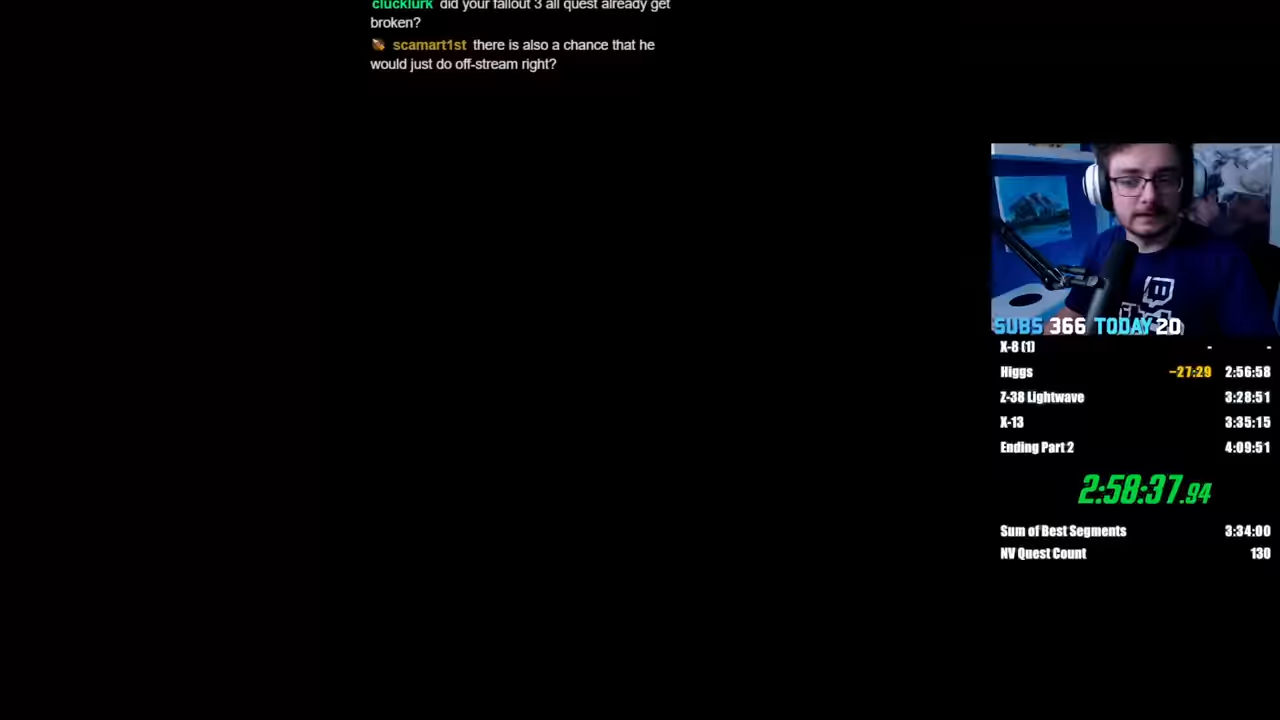 clucklurk did your fallout 3 all quest already get
broken?
scamart1st there is also a chance that he
would just do off-stream right?
SUBS 366 TODAY 20
X-8 (1) - -
Higgs -27:29 2:56:58
Z-38 Lightwave 3:28:51
X-13 3:35:15
Ending Part 2 4:09:51
2:58:37.94
Sum of Best Segments 3:34:00
NV Quest Count 130